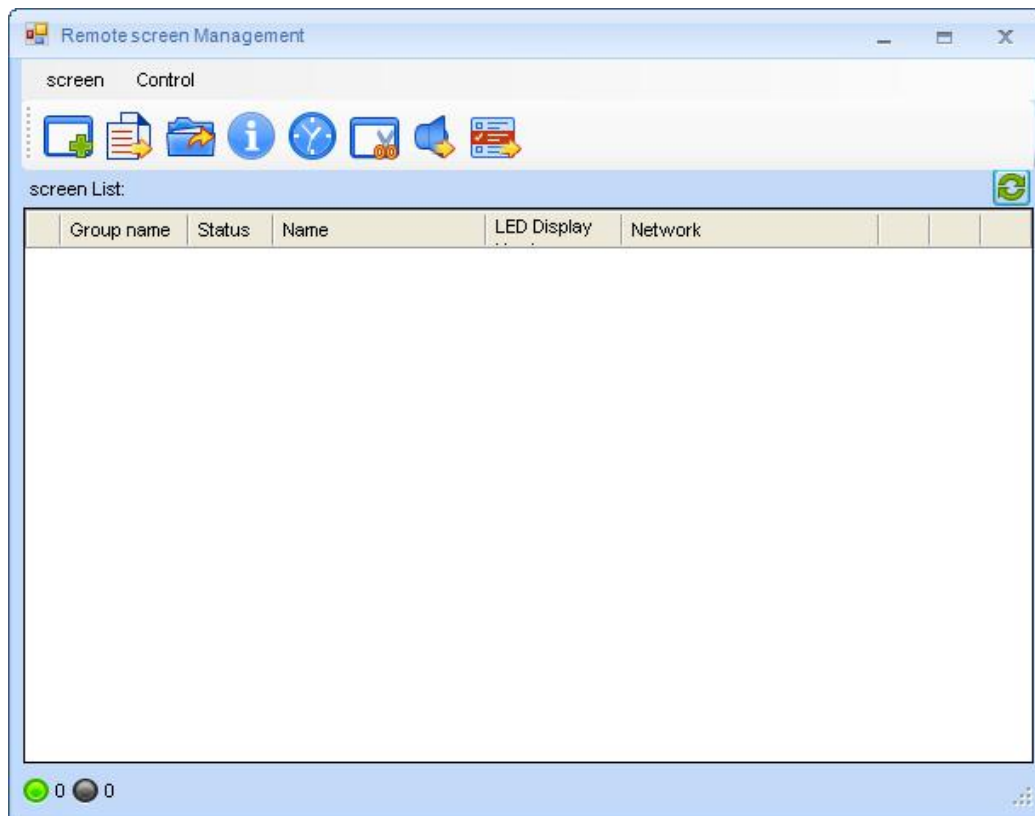 Remote screen Management
screen Control
screen List:
Group name Status Name LED Display Network
0 0